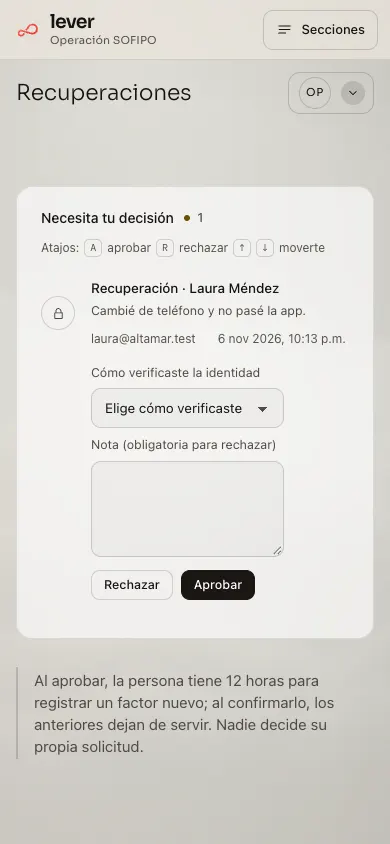 lever
Operación SOFIPO
Secciones
Recuperaciones
OP
Necesita tu decisión • 1
Atajos: A aprobar R rechazar ↑ ↓ moverte
Recuperación · Laura Méndez
Cambié de teléfono y no pasé la app.
laura@altamar.test 6 nov 2026, 10:13 p.m.
Cómo verificaste la identidad
Elige cómo verificaste
Nota (obligatoria para rechazar)
Rechazar Aprobar
Al aprobar, la persona tiene 12 horas para
registrar un factor nuevo; al confirmarlo, los
anteriores dejan de servir. Nadie decide su
propia solicitud.